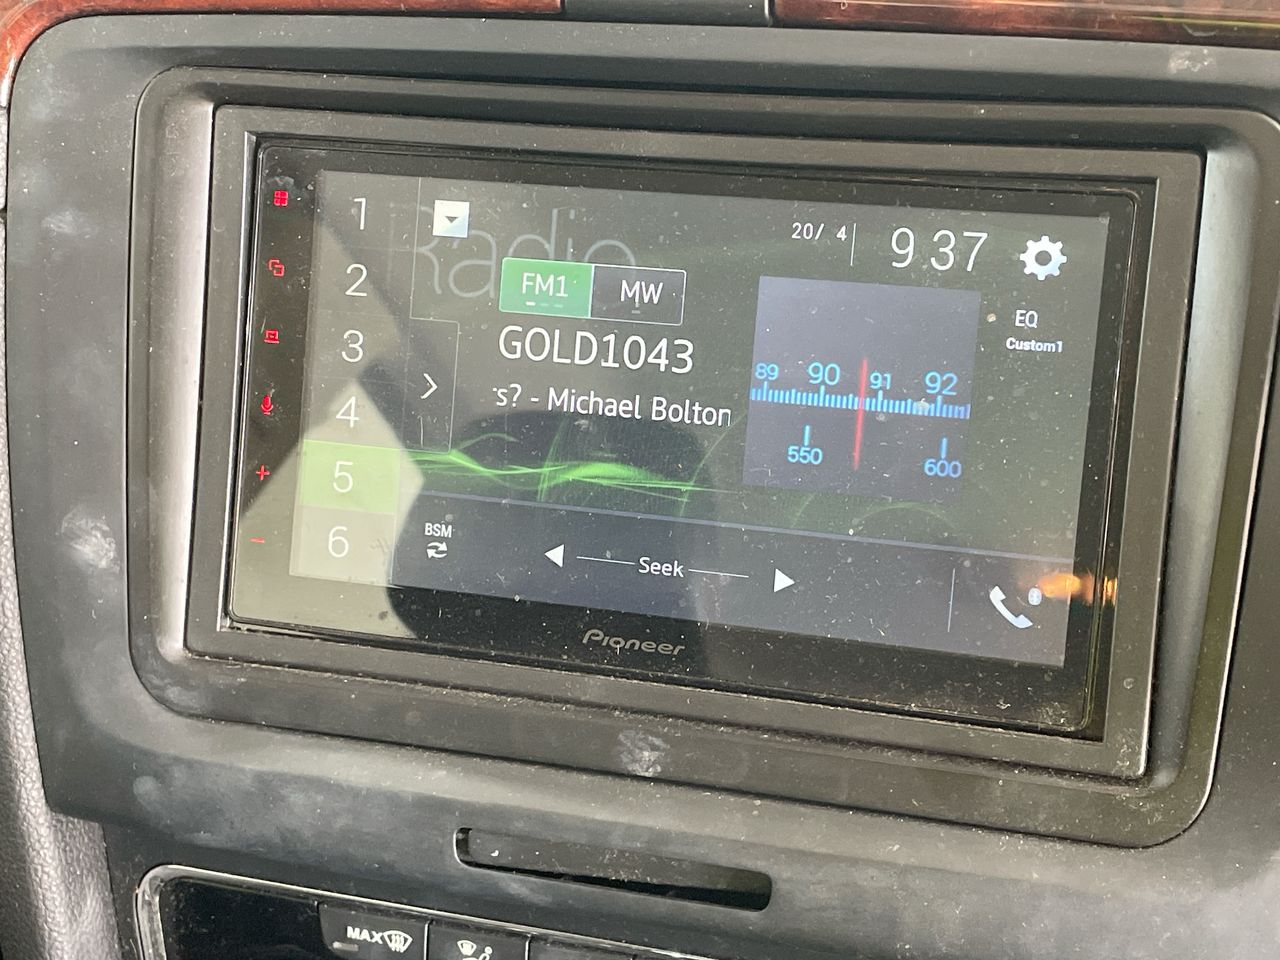 1
2
3
4
5
6
Radio
20/ 4
9 37
FM1
MW
GOLD1043
's? - Michael Bolton
EQ
Custom1
89 90 91 92
550 600
BSM
Seek
Pioneer
MAX